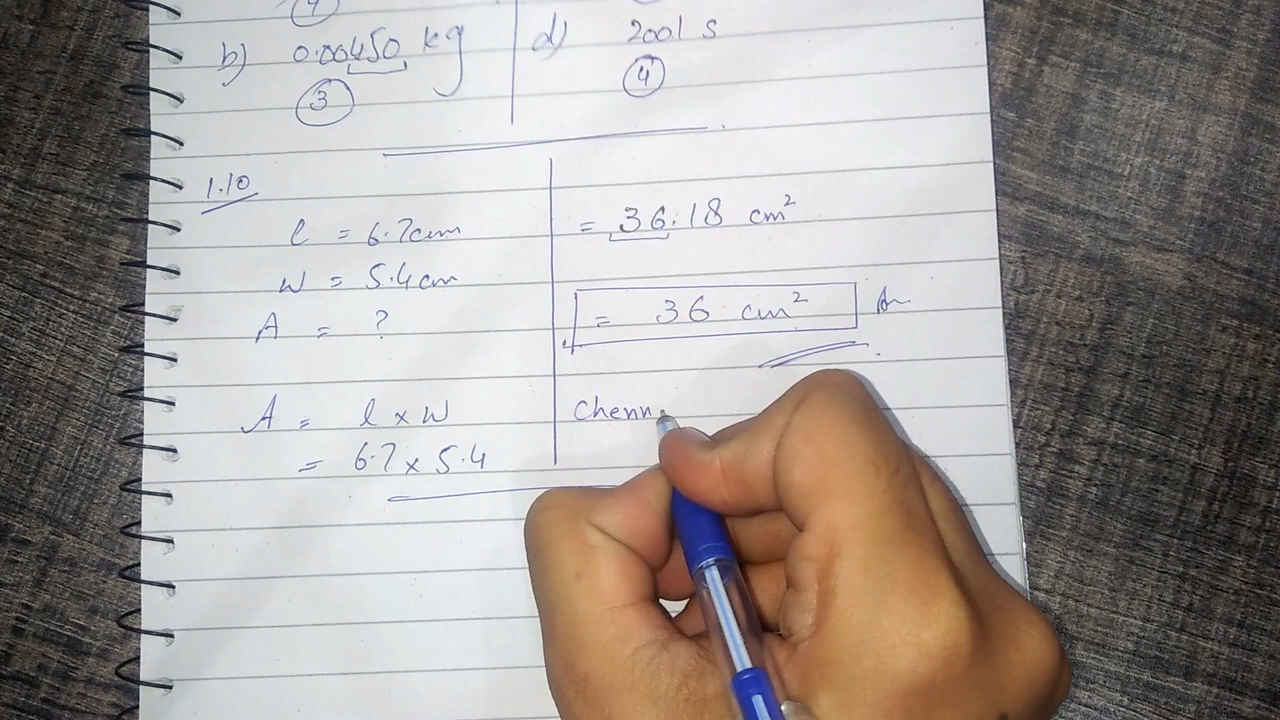 b) 0.00450 kg
3
d) 2001 s
4
1.10
l = 6.7cm
w = 5.4cm
A = ?
A = l × w
= 6.7 × 5.4
= 36.18 cm²
= 36 cm²
Chenn